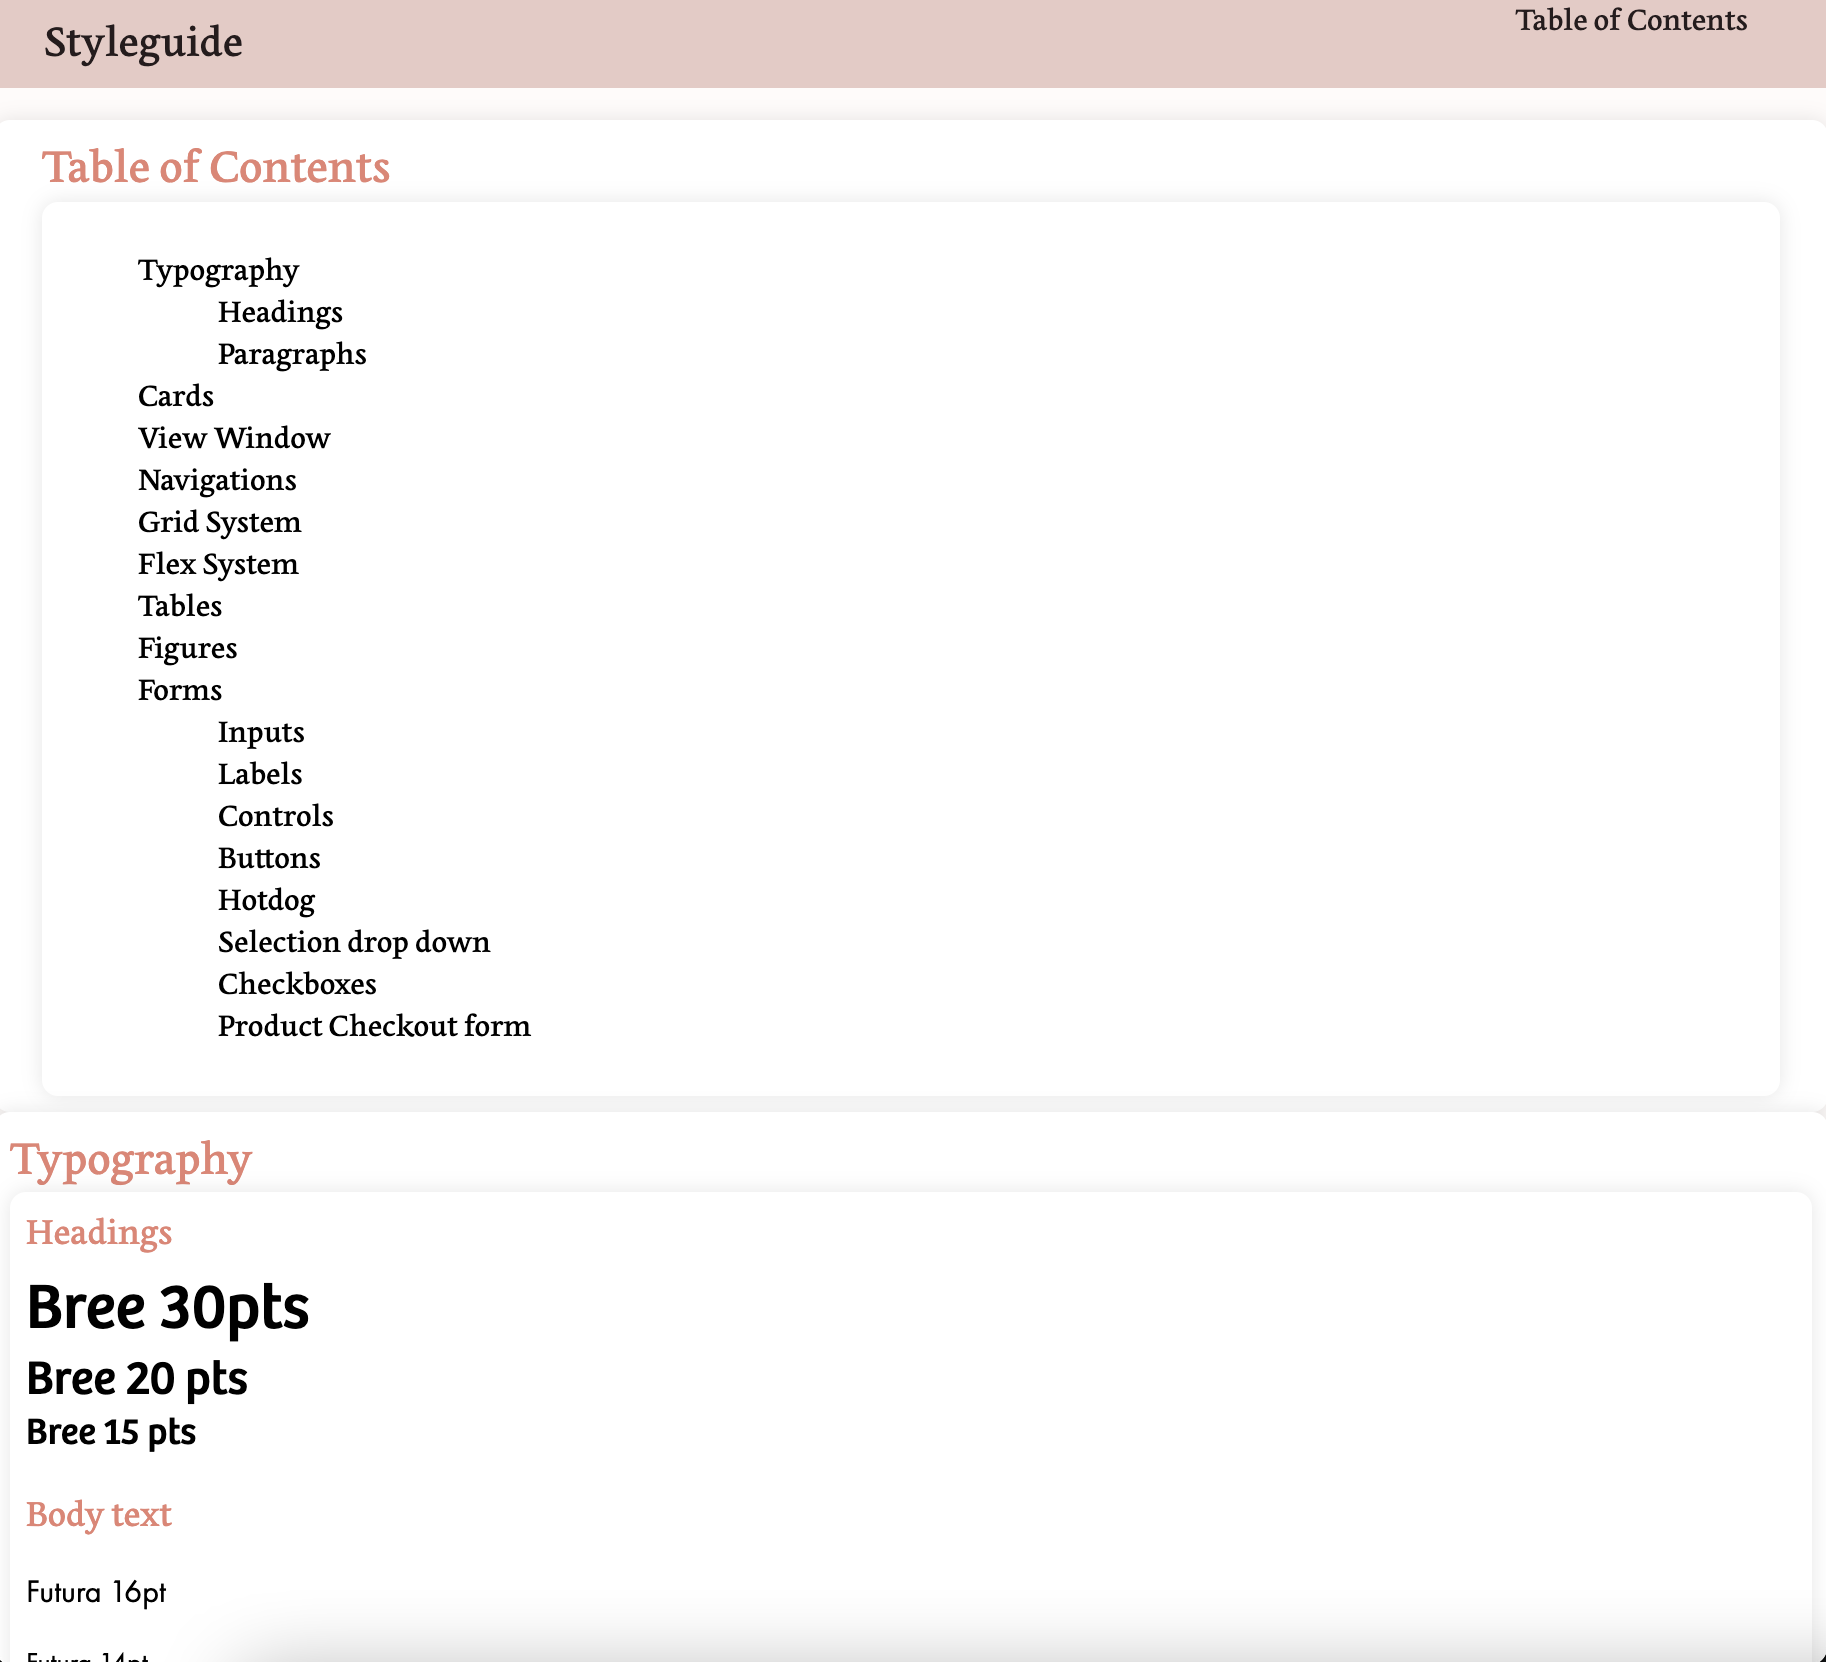 Styleguide
Table of Contents
Table of Contents
Typography
Headings
Paragraphs
Cards
View Window
Navigations
Grid System
Flex System
Tables
Figures
Forms
Inputs
Labels
Controls
Buttons
Hotdog
Selection drop down
Checkboxes
Product Checkout form
Typography
Headings
Bree 30pts
Bree 20 pts
Bree 15 pts
Body text
Futura 16pt
Futura 14pt